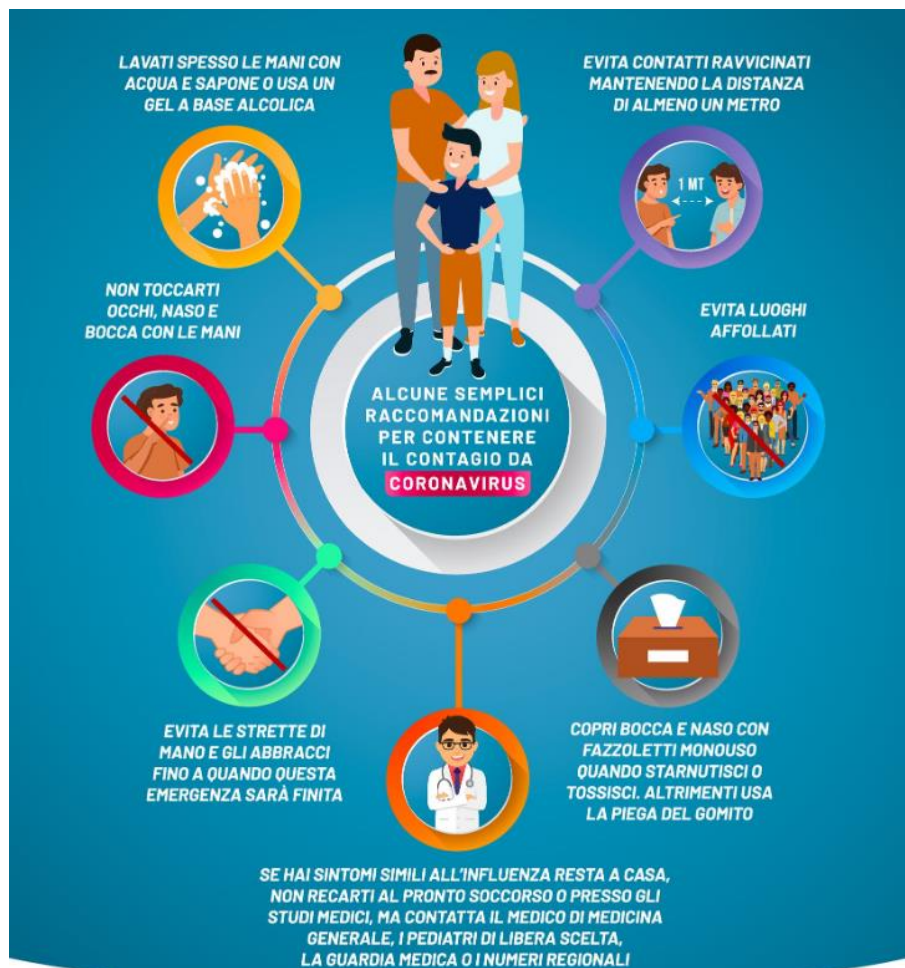 LAVATI SPESSO LE MANI CON
ACQUA E SAPONE O USA UN
GEL A BASE ALCOLICA
EVITA CONTATTI RAVVICINATI
MANTENENDO LA DISTANZA
DI ALMENO UN METRO
1 MT
NON TOCCARTI
OCCHI, NASO E
BOCCA CON LE MANI
EVITA LUOGHI
AFFOLLATI
ALCUNE SEMPLICI
RACCOMANDAZIONI
PER CONTENERE
IL CONTAGIO DA
CORONAVIRUS
EVITA LE STRETTE DI
MANO E GLI ABBRACCI
FINO A QUANDO QUESTA
EMERGENZA SARÀ FINITA
COPRI BOCCA E NASO CON
FAZZOLETTI MONOUSO
QUANDO STARNUTISCI O
TOSSISCI. ALTRIMENTI USA
LA PIEGA DEL GOMITO
SE HAI SINTOMI SIMILI ALL'INFLUENZA RESTA A CASA,
NON RECARTI AL PRONTO SOCCORSO O PRESSO GLI
STUDI MEDICI, MA CONTATTA IL MEDICO DI MEDICINA
GENERALE, I PEDIATRI DI LIBERA SCELTA,
LA GUARDIA MEDICA O I NUMERI REGIONALI